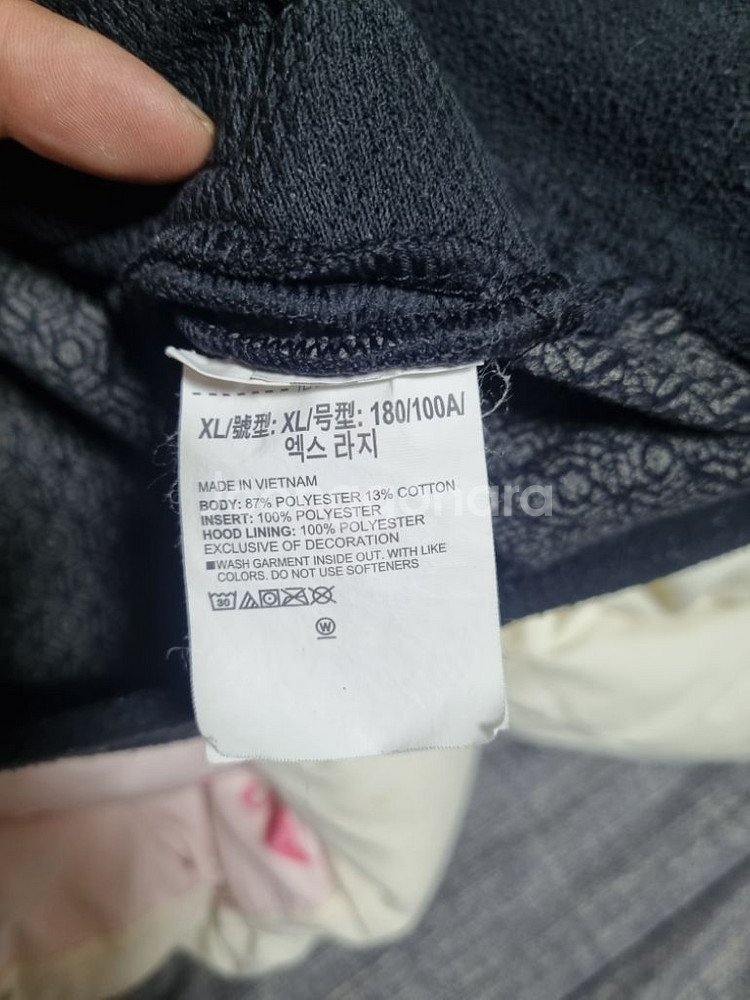 XL/號型: XL/号型: 180/100A/
엑스 라지
MADE IN VIETNAM
BODY: 87% POLYESTER 13% COTTON
INSERT: 100% POLYESTER
HOOD LINING: 100% POLYESTER
EXCLUSIVE OF DECORATION
■WASH GARMENT INSIDE OUT. WITH LIKE
COLORS. DO NOT USE SOFTENERS
30
W